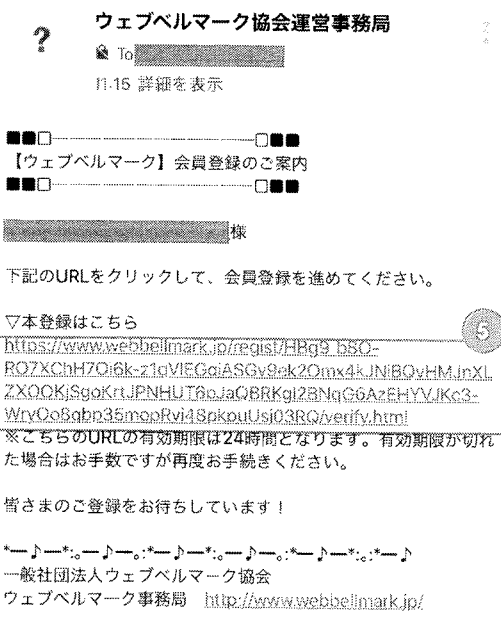 ?
ウェブベルマーク協会運営事務局
To
11.15 詳細を表示
■■□――――――――――□■■
【ウェブベルマーク】会員登録のご案内
■■□――――――――――□■■
様
下記のURLをクリックして、会員登録を進めてください。
▽本登録はこちら
5
https://www.webbellmark.jp/regist/
verify.html
※こちらのURLの有効期限は24時間となります。有効期限が切れ
た場合はお手数ですが再度お手続きください。
皆さまのご登録をお待ちしています！
*―♪―*:。―♪―。:*―♪―*:。―♪―。:*―♪―*:。:*―♪
一般社団法人ウェブベルマーク協会
ウェブベルマーク事務局 http://www.webbellmark.jp/